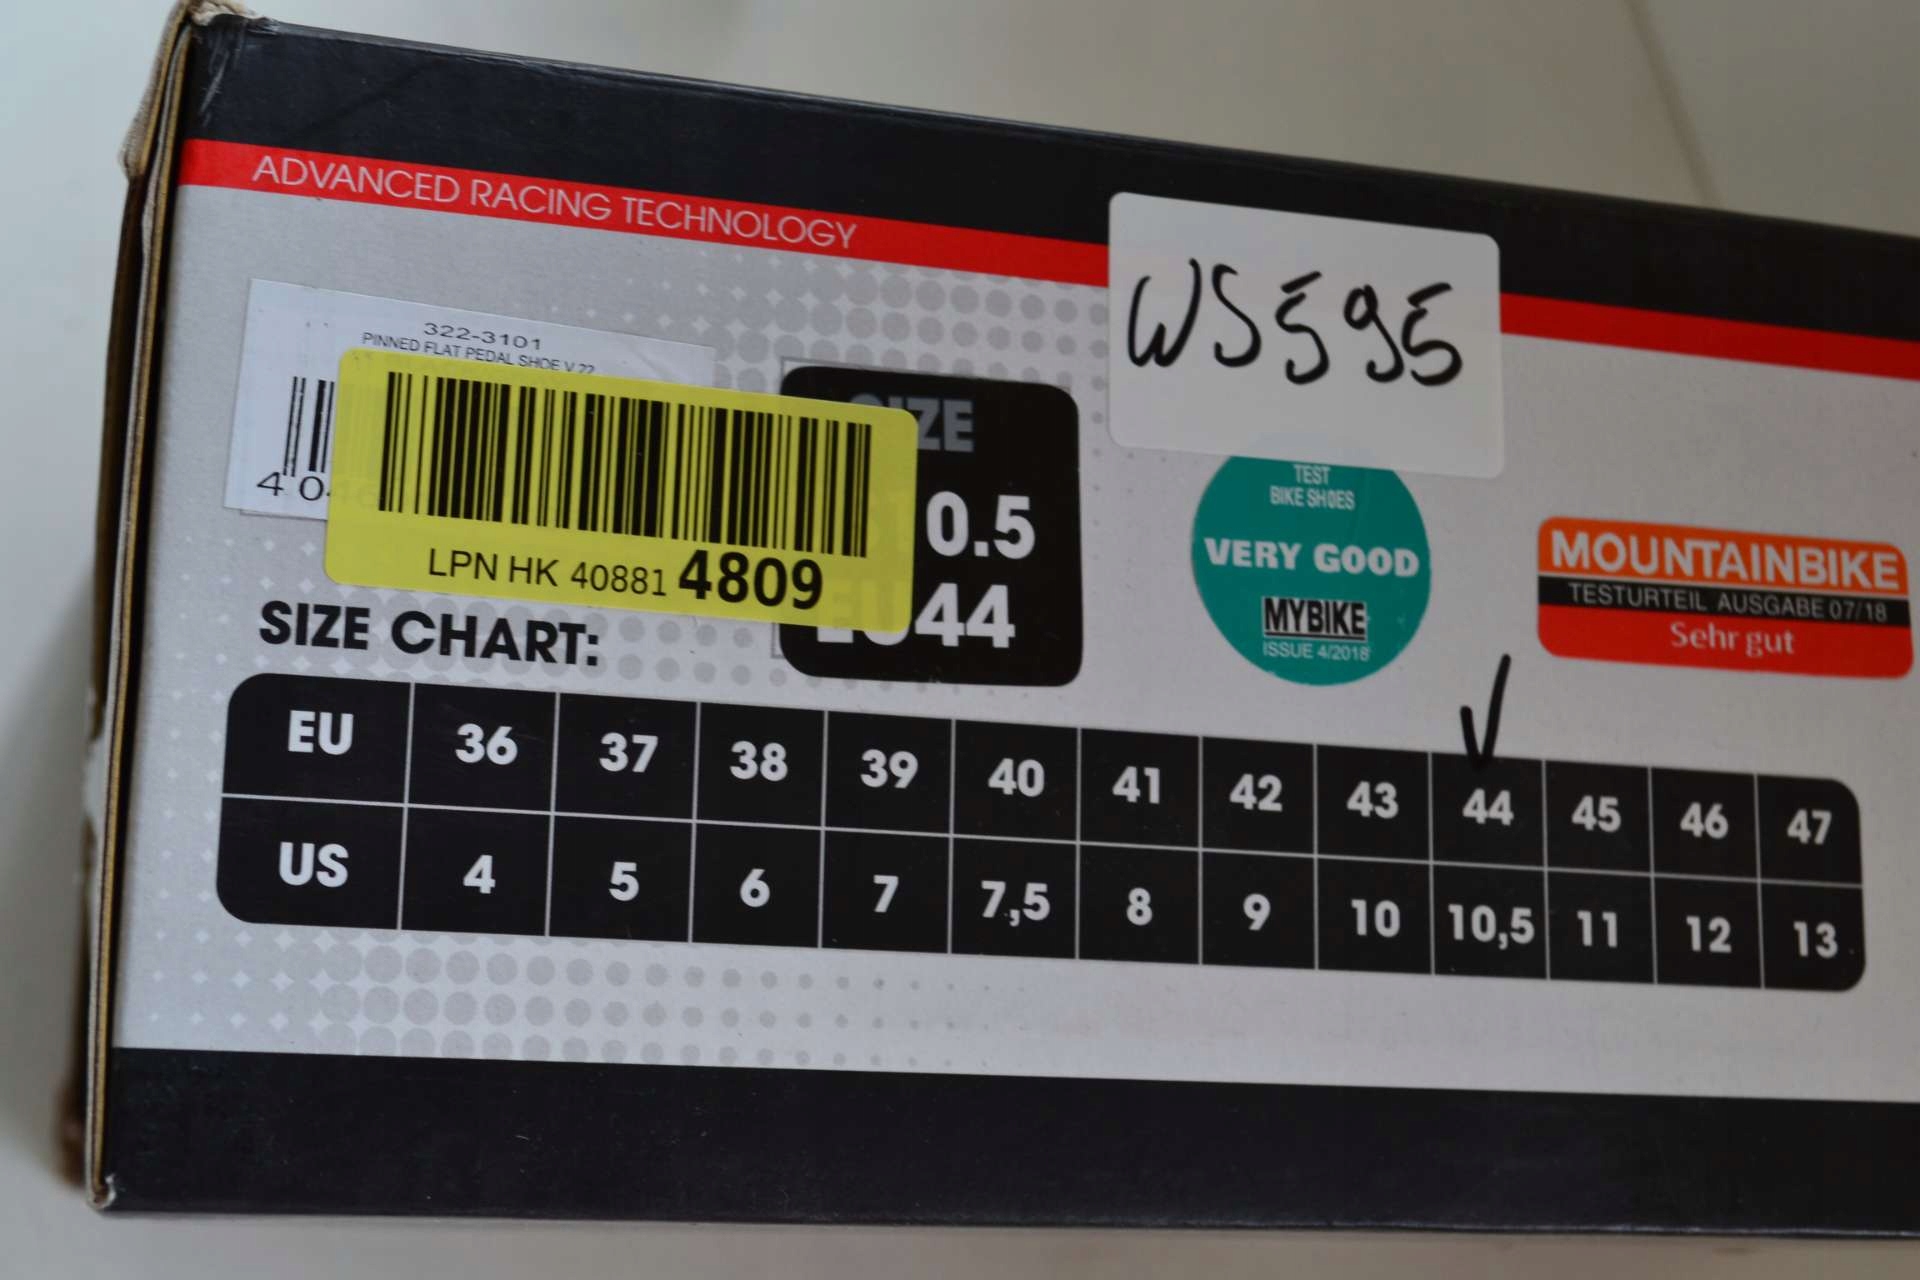 ADVANCED RACING TECHNOLOGY
WS595
322-3101
PINNED FLAT PEDAL SHOE V.22
SIZE
10.5
EU 44
LPN HK 40881 4809
TEST
BIKE SHOES
VERY GOOD
MYBIKE
ISSUE 4/2018
MOUNTAINBIKE
TESTURTEIL AUSGABE 07/18
Sehr gut
SIZE CHART:
EU 36 37 38 39 40 41 42 43 44 45 46 47
US 4 5 6 7 7,5 8 9 10 10,5 11 12 13